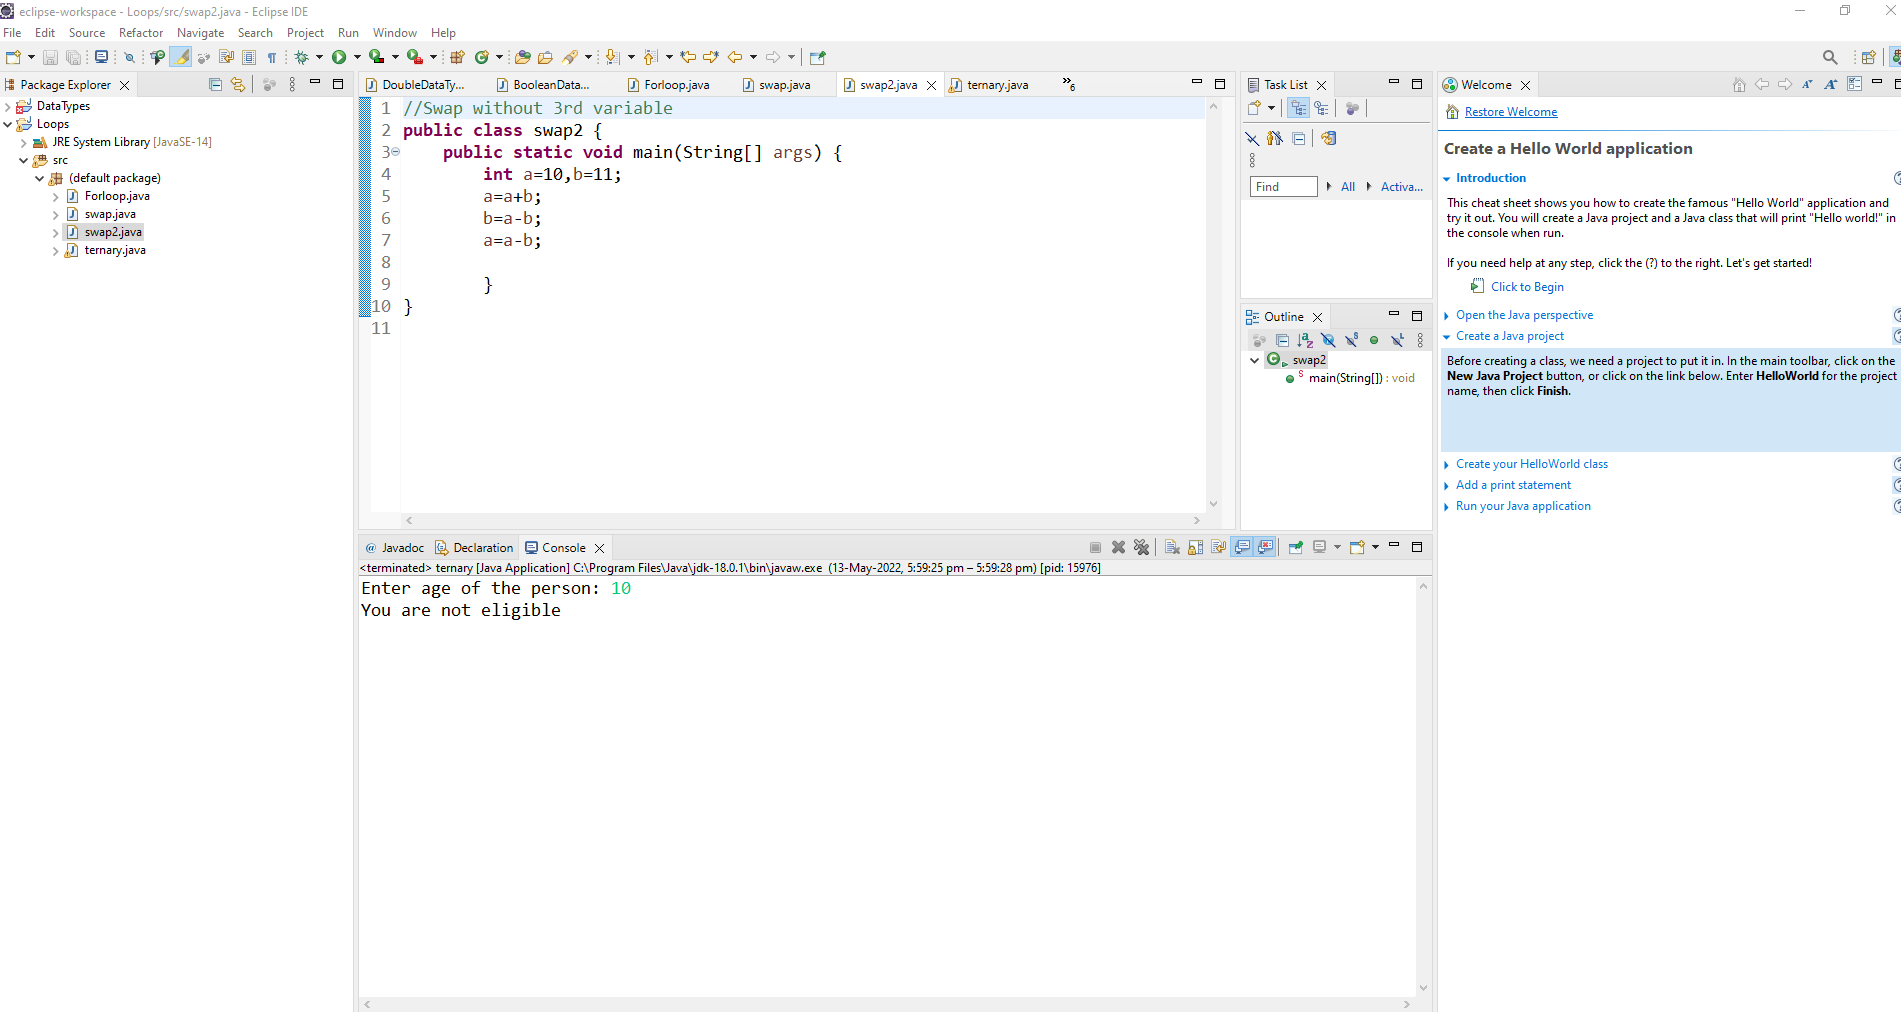 eclipse-workspace - Loops/src/swap2.java - Eclipse IDE
File Edit Source Refactor Navigate Search Project Run Window Help
Package Explorer
DataTypes
Loops
JRE System Library [JavaSE-14]
src
(default package)
Forloop.java
swap.java
swap2.java
ternary.java
DoubleDataTy... BooleanData... Forloop.java swap.java swap2.java ternary.java »6
1 //Swap without 3rd variable
2 public class swap2 {
3 public static void main(String[] args) {
4 int a=10,b=11;
5 a=a+b;
6 b=a-b;
7 a=a-b;
8
9 }
10 }
11
Task List
Find All Activa...
Outline
swap2
main(String[]) : void
Welcome
Restore Welcome
Create a Hello World application
Introduction
This cheat sheet shows you how to create the famous "Hello World" application and
try it out. You will create a Java project and a Java class that will print "Hello world!" in
the console when run.
If you need help at any step, click the (?) to the right. Let's get started!
Click to Begin
Open the Java perspective
Create a Java project
Before creating a class, we need a project to put it in. In the main toolbar, click on the
New Java Project button, or click on the link below. Enter HelloWorld for the project
name, then click Finish.
Create your HelloWorld class
Add a print statement
Run your Java application
@ Javadoc Declaration Console
<terminated> ternary [Java Application] C:\Program Files\Java\jdk-18.0.1\bin\javaw.exe (13-May-2022, 5:59:25 pm – 5:59:28 pm) [pid: 15976]
Enter age of the person: 10
You are not eligible